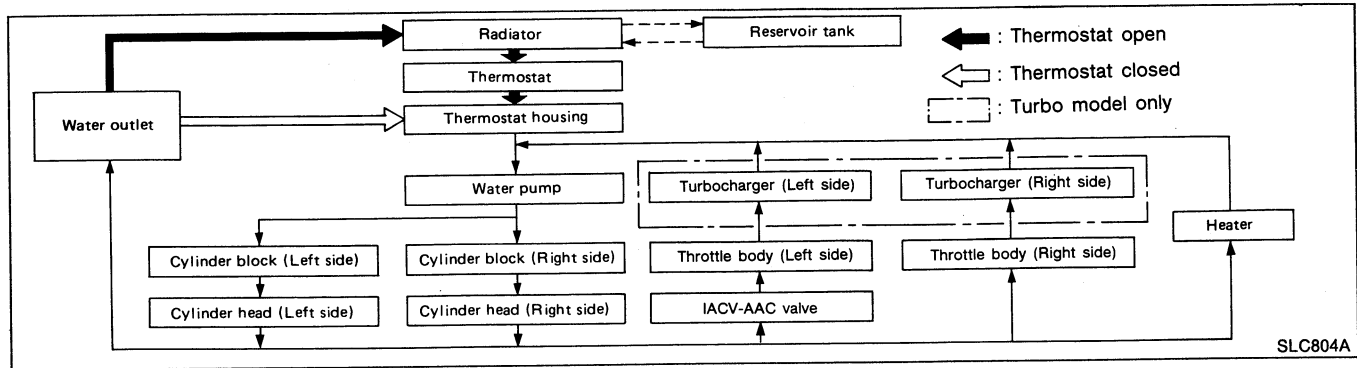 Radiator
Reservoir tank
: Thermostat open
Thermostat
: Thermostat closed
Water outlet
Thermostat housing
: Turbo model only
Water pump
Turbocharger (Left side)
Turbocharger (Right side)
Heater
Cylinder block (Left side)
Cylinder block (Right side)
Throttle body (Left side)
Throttle body (Right side)
Cylinder head (Left side)
Cylinder head (Right side)
IACV-AAC valve
SLC804A